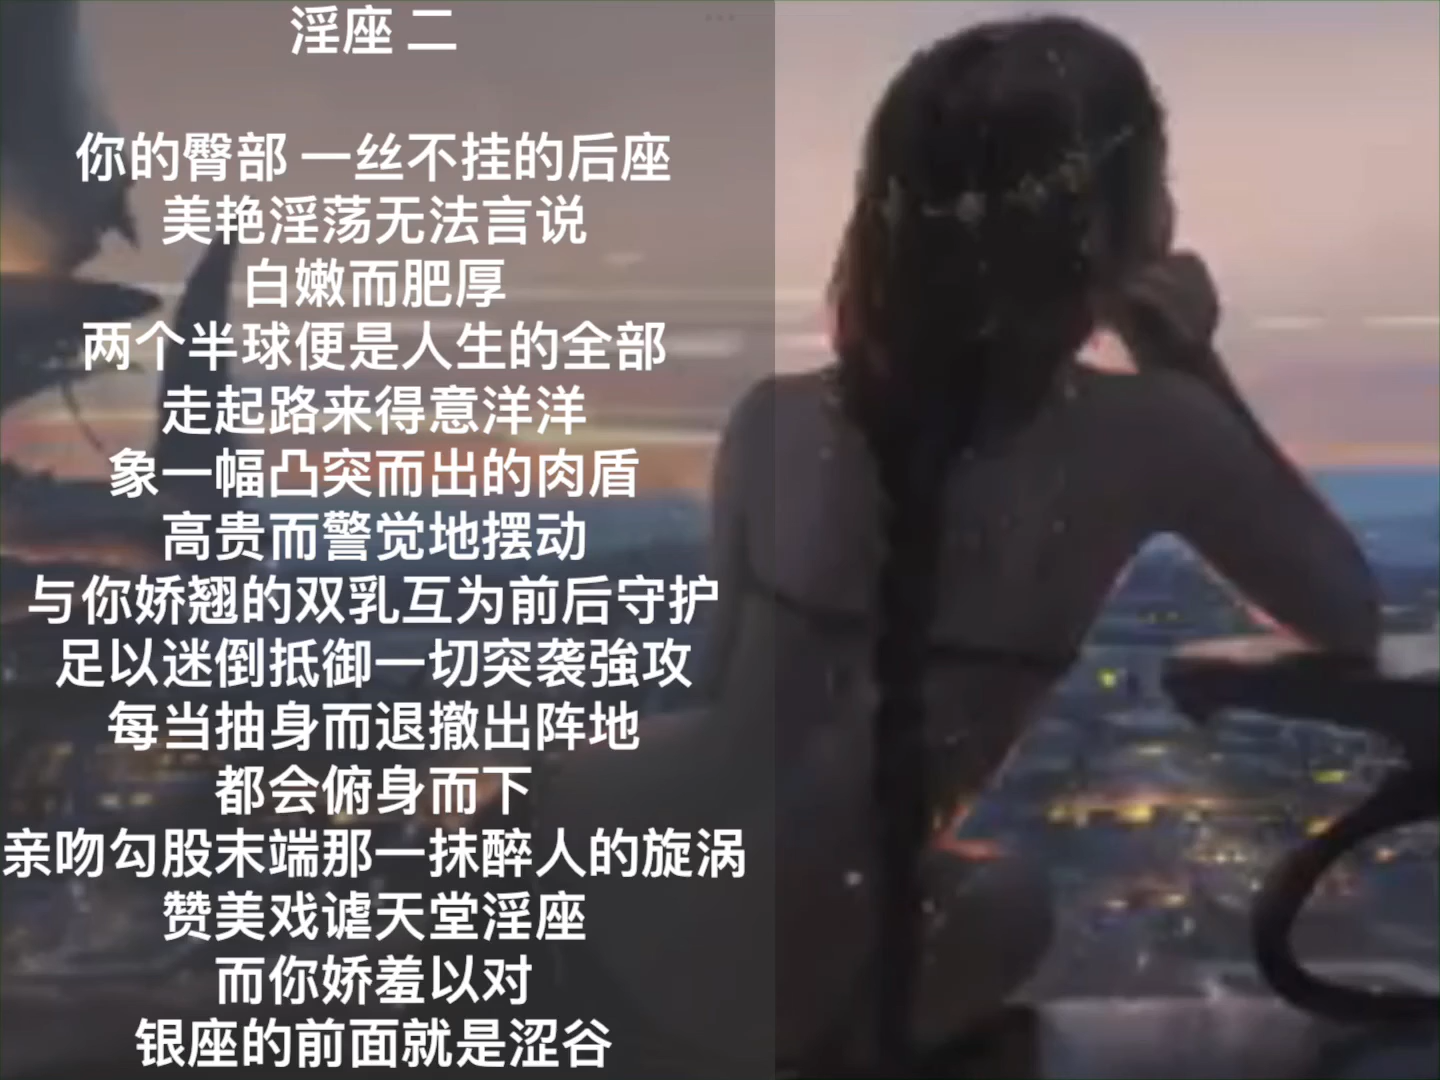 淫座 二
你的臀部 一丝不挂的后座
美艳淫荡无法言说
白嫩而肥厚
两个半球便是人生的全部
走起路来得意洋洋
象一幅凸突而出的肉盾
高贵而警觉地摆动
与你娇翘的双乳互为前后守护
足以迷倒抵御一切突袭強攻
每当抽身而退撤出阵地
都会俯身而下
亲吻勾股末端那一抹醉人的旋涡
赞美戏谑天堂淫座
而你娇羞以对
银座的前面就是涩谷